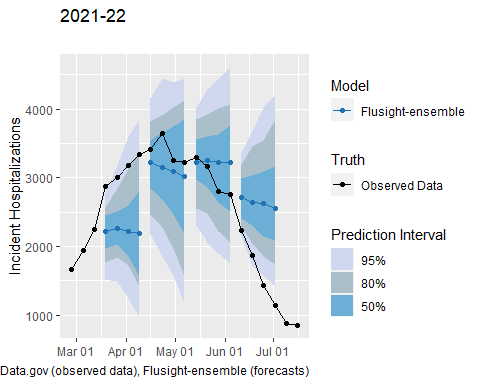 2021-22
Incident Hospitalizations
4000
3000
2000
1000
Mar 01
Apr 01
May 01
Jun 01
Jul 01
Model
Flusight-ensemble
Truth
Observed Data
Prediction Interval
95%
80%
50%
Data.gov (observed data), Flusight-ensemble (forecasts)